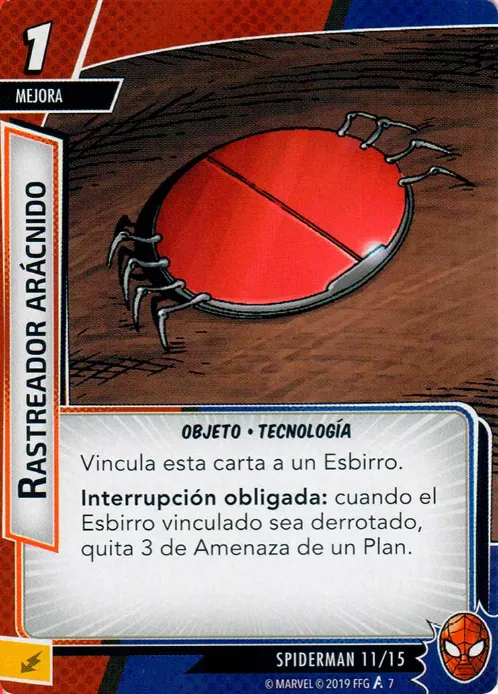 1
MEJORA
RASTREADOR ARÁCNIDO
OBJETO • TECNOLOGÍA
Vincula esta carta a un Esbirro.
Interrupción obligada: cuando el
Esbirro vinculado sea derrotado,
quita 3 de Amenaza de un Plan.
SPIDERMAN 11/15
© MARVEL © 2019 FFG 7